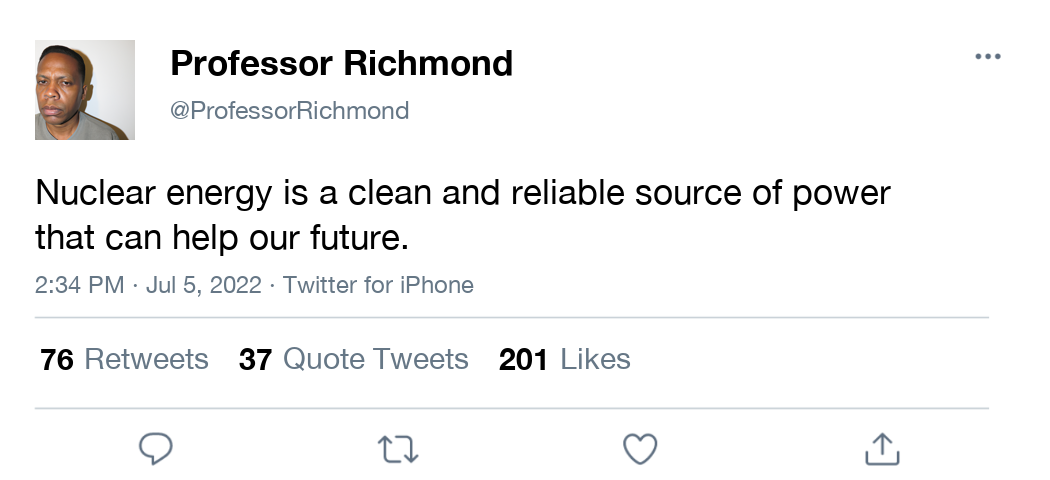 Professor Richmond
@ProfessorRichmond
Nuclear energy is a clean and reliable source of power
that can help our future.
2:34 PM · Jul 5, 2022 · Twitter for iPhone
76 Retweets 37 Quote Tweets 201 Likes